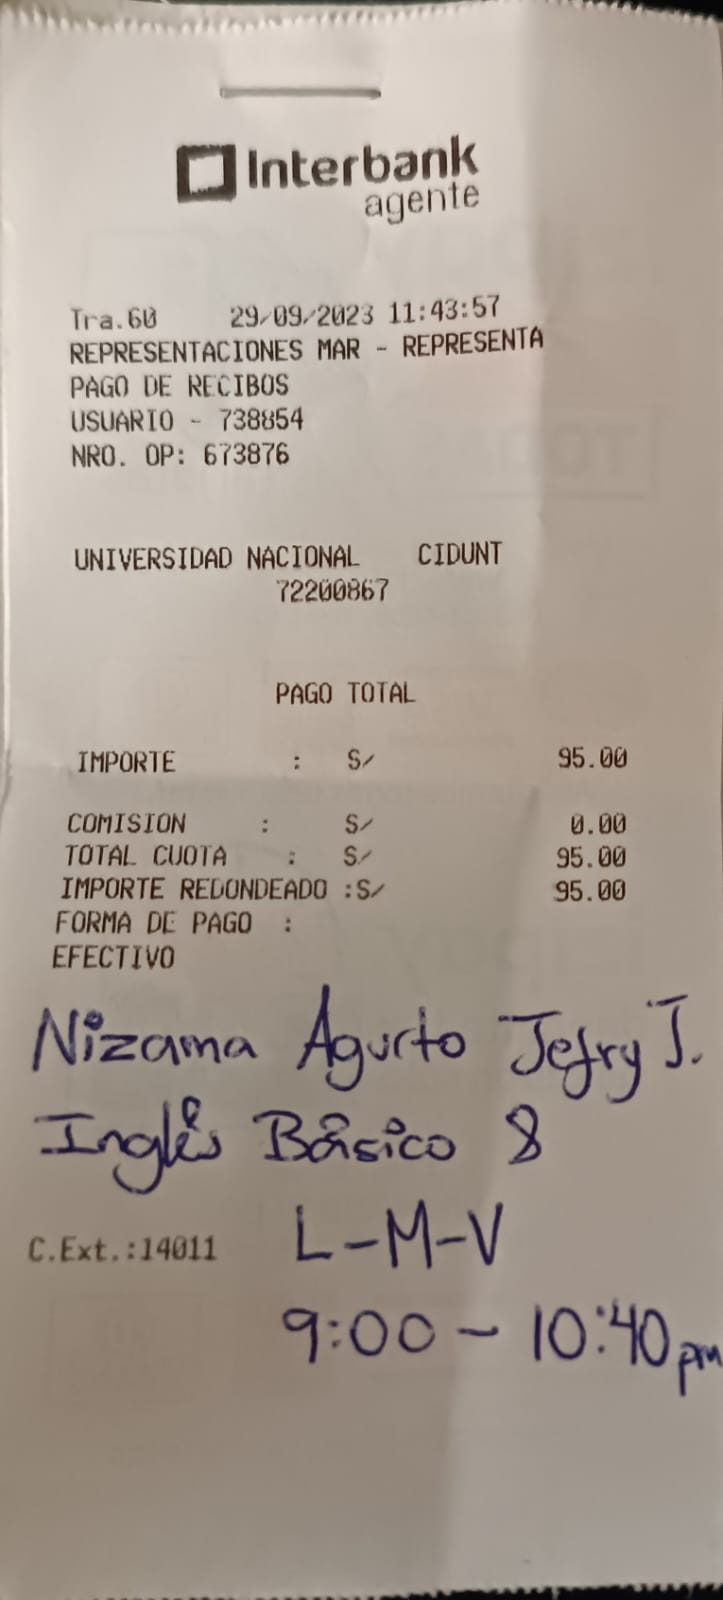 Interbank
agente
Tra.60 29/09/2023 11:43:57
REPRESENTACIONES MAR - REPRESENTA
PAGO DE RECIBOS
USUARIO - 738854
NRO. OP: 673876
UNIVERSIDAD NACIONAL CIDUNT
72200867
PAGO TOTAL
IMPORTE : S/ 95.00
COMISION : S/ 0.00
TOTAL CUOTA : S/ 95.00
IMPORTE REDONDEADO :S/ 95.00
FORMA DE PAGO :
EFECTIVO
Nizama Agurto Jefry J.
Inglés Básico 8
C.Ext.:14011 L-M-V
9:00 - 10:40 pm